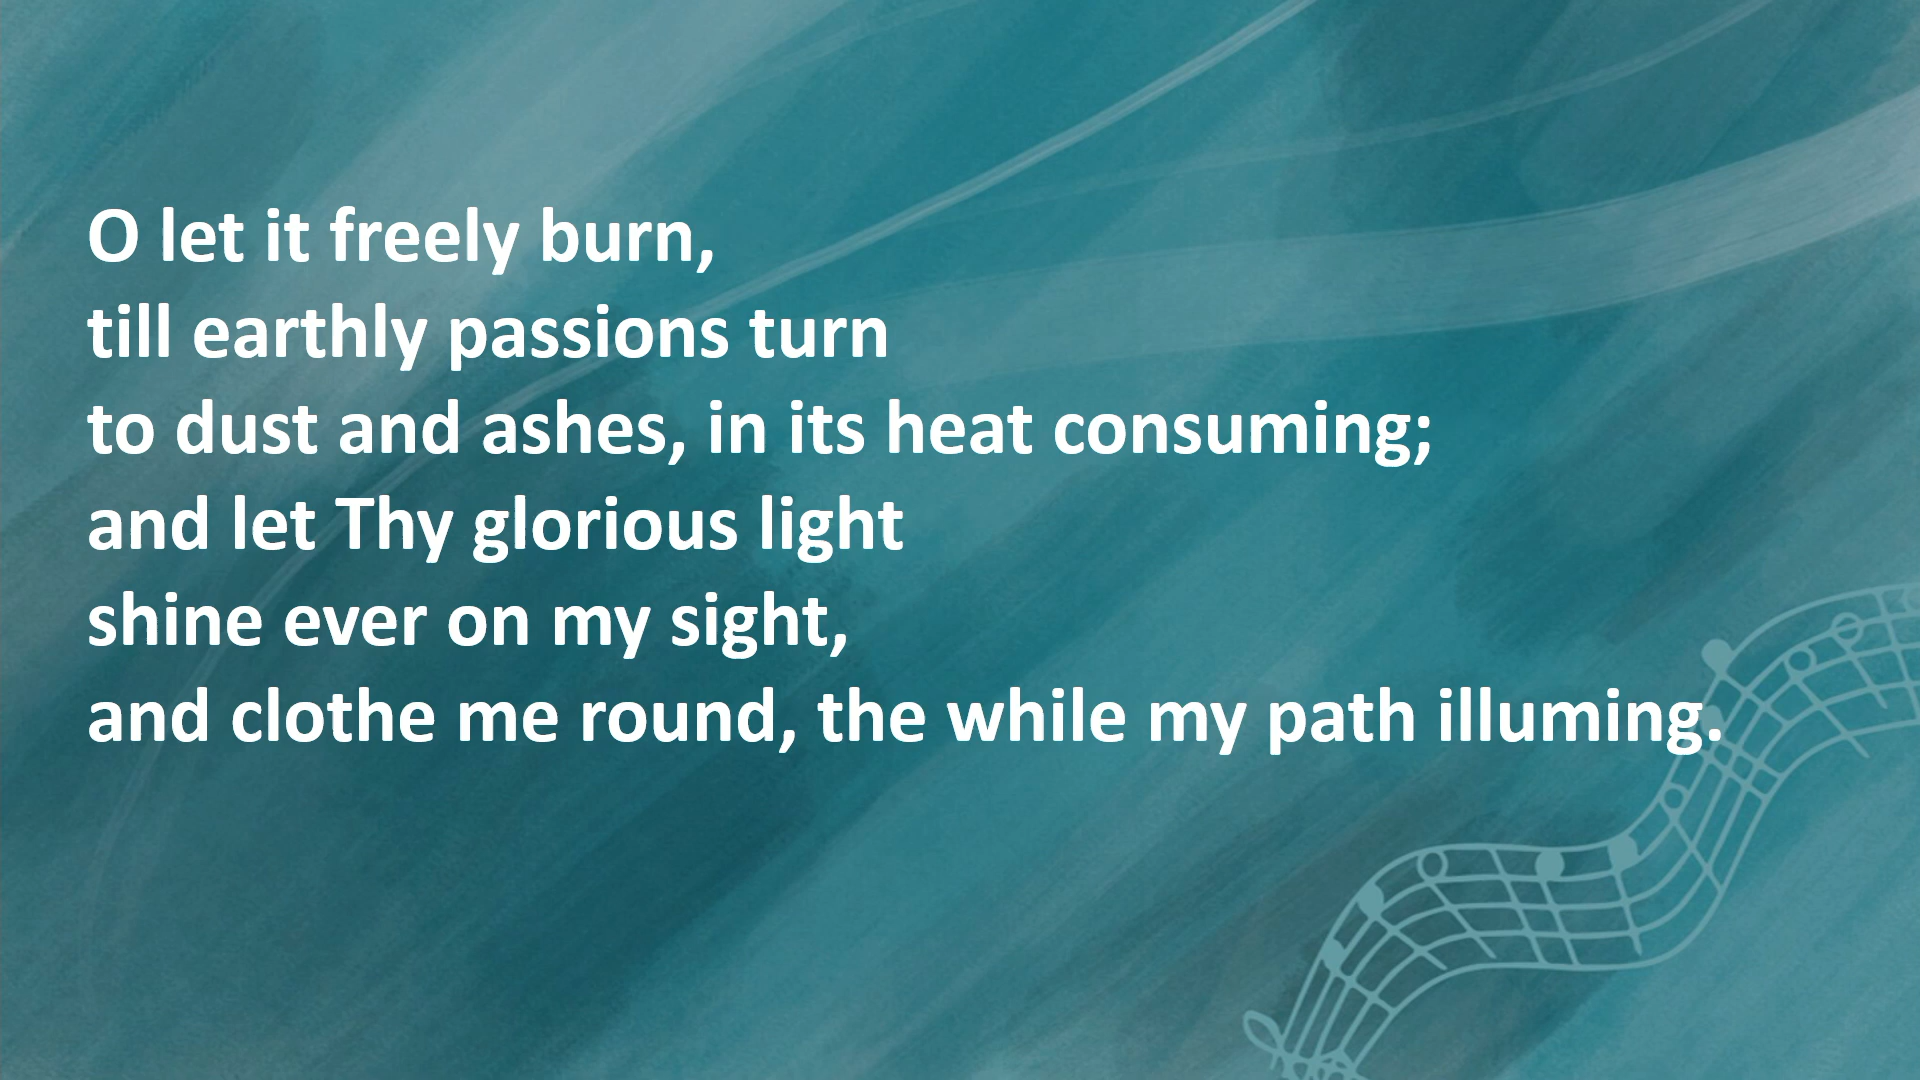 O let it freely burn,
till earthly passions turn
to dust and ashes, in its heat consuming;
and let Thy glorious light
shine ever on my sight,
and clothe me round, the while my path illuming.